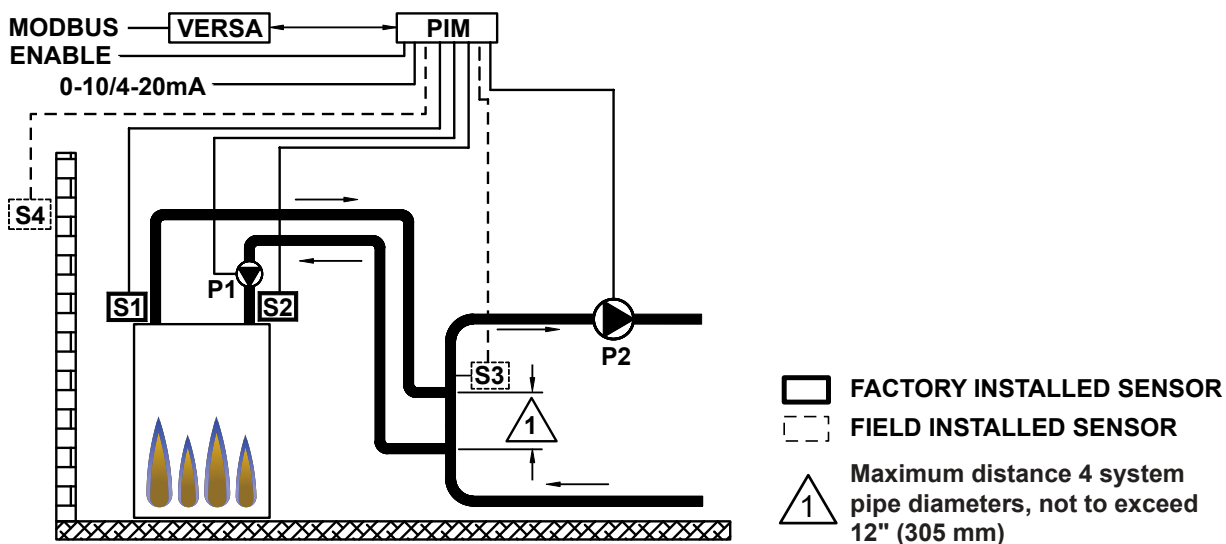 MODBUS VERSA PIM
ENABLE
0-10/4-20mA
S4
S1 P1 S2
P2
S3
1
FACTORY INSTALLED SENSOR
FIELD INSTALLED SENSOR
1
Maximum distance 4 system
pipe diameters, not to exceed
12" (305 mm)